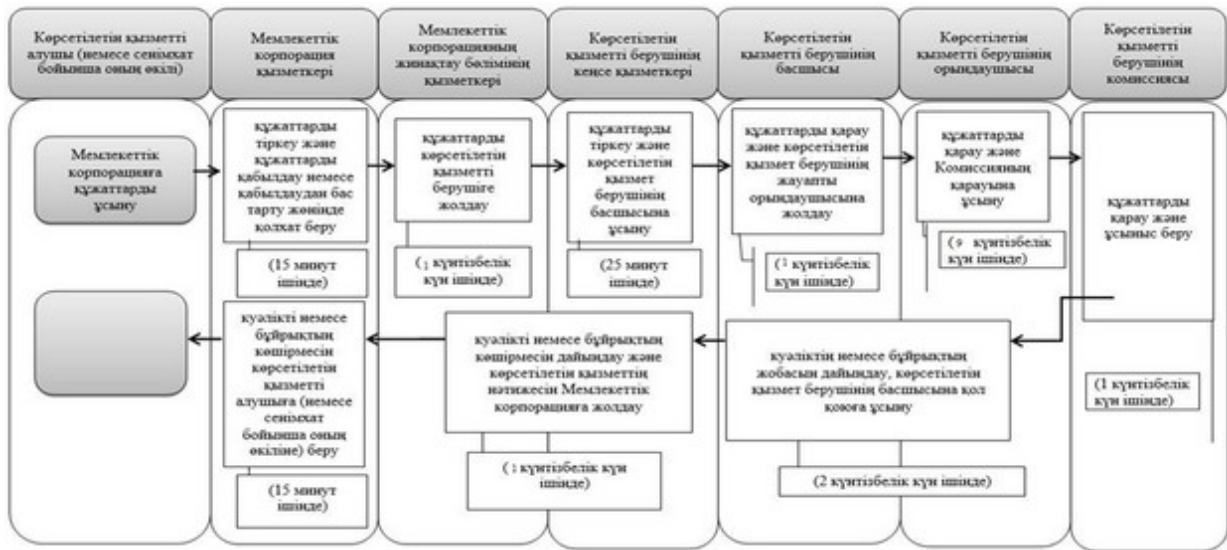 Көрсетілетін қызметті
алушы (немесе сенімхат
бойынша оның өкілі)
Мемлекеттік
корпорация
қызметкері
Мемлекеттік
корпорацияның
жинақтау бөлімінің
қызметкері
Көрсетілетін
қызметті берушінің
кеңсе қызметкері
Көрсетілетін
қызметті берушінің
басшысы
Көрсетілетін
қызметті берушінің
орындаушысы
Көрсетілетін
қызметті
берушінің
комиссиясы
Мемлекеттік
корпорацияға
құжаттарды
ұсыну
құжаттарды
тіркеу және
құжаттарды
қабылдау немесе
қабылдаудан бас
тарту жөнінде
қолхат беру
(15 минут
ішінде)
құжаттарды
көрсетілетін
қызметті
берушіге
жолдау
(1 күнтізбелік
күн ішінде)
құжаттарды
тіркеу және
көрсетілетін
қызмет
берушінің
басшысына
ұсыну
(25 минут
ішінде)
құжаттарды қарау
және көрсетілетін
қызмет берушінің
жауапты
орындаушысына
жолдау
(1 күнтізбелік
күн ішінде)
құжаттарды
қарау және
Комиссияның
қарауына
ұсыну
(9 күнтізбелік
күн ішінде)
құжаттарды
қарау және
ұсыныс беру
(1 күнтізбелік
күн ішінде)
куәліктің немесе бұйрықтың
жобасын дайындау, көрсетілетін
қызмет берушінің басшысына қол
қоюға ұсыну
(2 күнтізбелік күн ішінде)
куәлікті немесе бұйрықтың
көшірмесін дайындау және
көрсетілетін қызметтің
нәтижесін Мемлекеттік
корпорацияға жолдау
(1 күнтізбелік күн
ішінде)
куәлікті немесе
бұйрықтың
көшірмесін
көрсетілетін
қызметті
алушыға (немесе
сенімхат
бойынша оның
өкіліне) беру
(15 минут
ішінде)